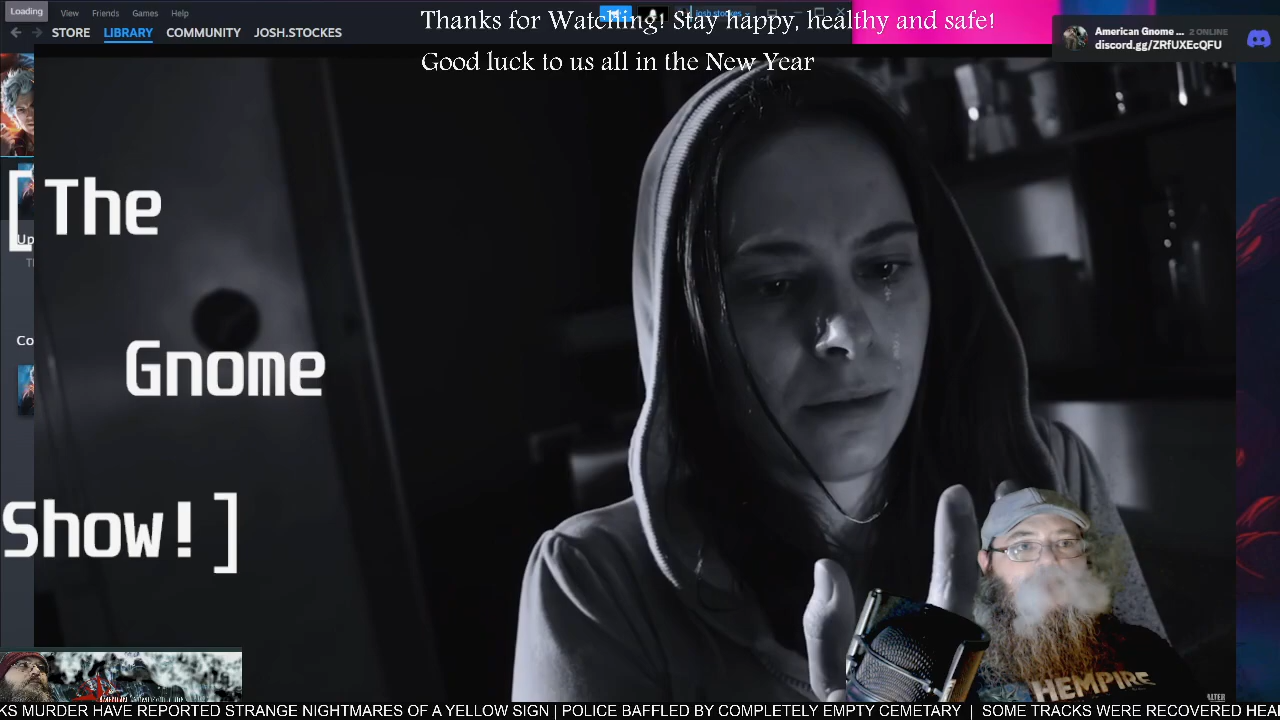 Loading View Friends Games Help
Thanks for Watching! Stay happy, healthy and safe!
STORE LIBRARY COMMUNITY JOSH.STOCKES
American Gnome ... 2 ONLINE
discord.gg/ZRfUXEcQFU
Good luck to us all in the New Year
[The
Gnome
Show!]
Up
Co
HEMPIRE
ALTER
KS MURDER HAVE REPORTED STRANGE NIGHTMARES OF A YELLOW SIGN | POLICE BAFFLED BY COMPLETELY EMPTY CEMETARY | SOME TRACKS WERE RECOVERED HEA